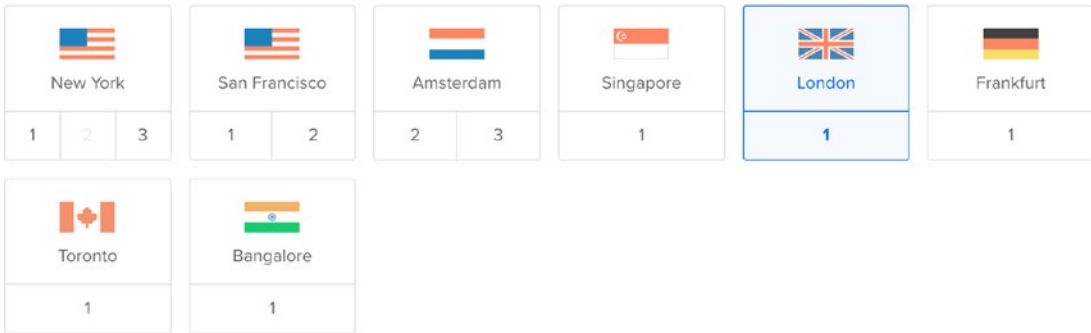 New York
San Francisco
Amsterdam
Singapore
London
Frankfurt
1 2 3
1 2
2 3
1
1
1
Toronto
Bangalore
1
1